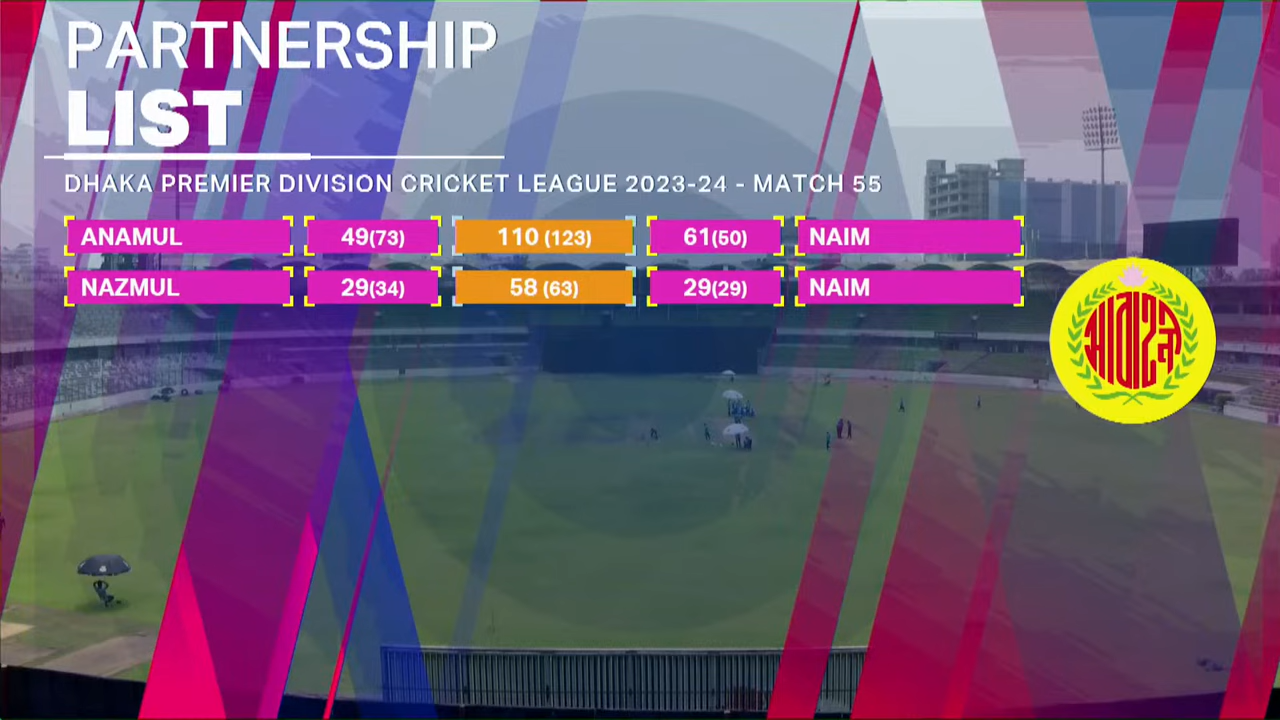 PARTNERSHIP
LIST
DHAKA PREMIER DIVISION CRICKET LEAGUE 2023-24 - MATCH 55
ANAMUL 49(73) 110 (123) 61(50) NAIM
NAZMUL 29(34) 58 (63) 29(29) NAIM